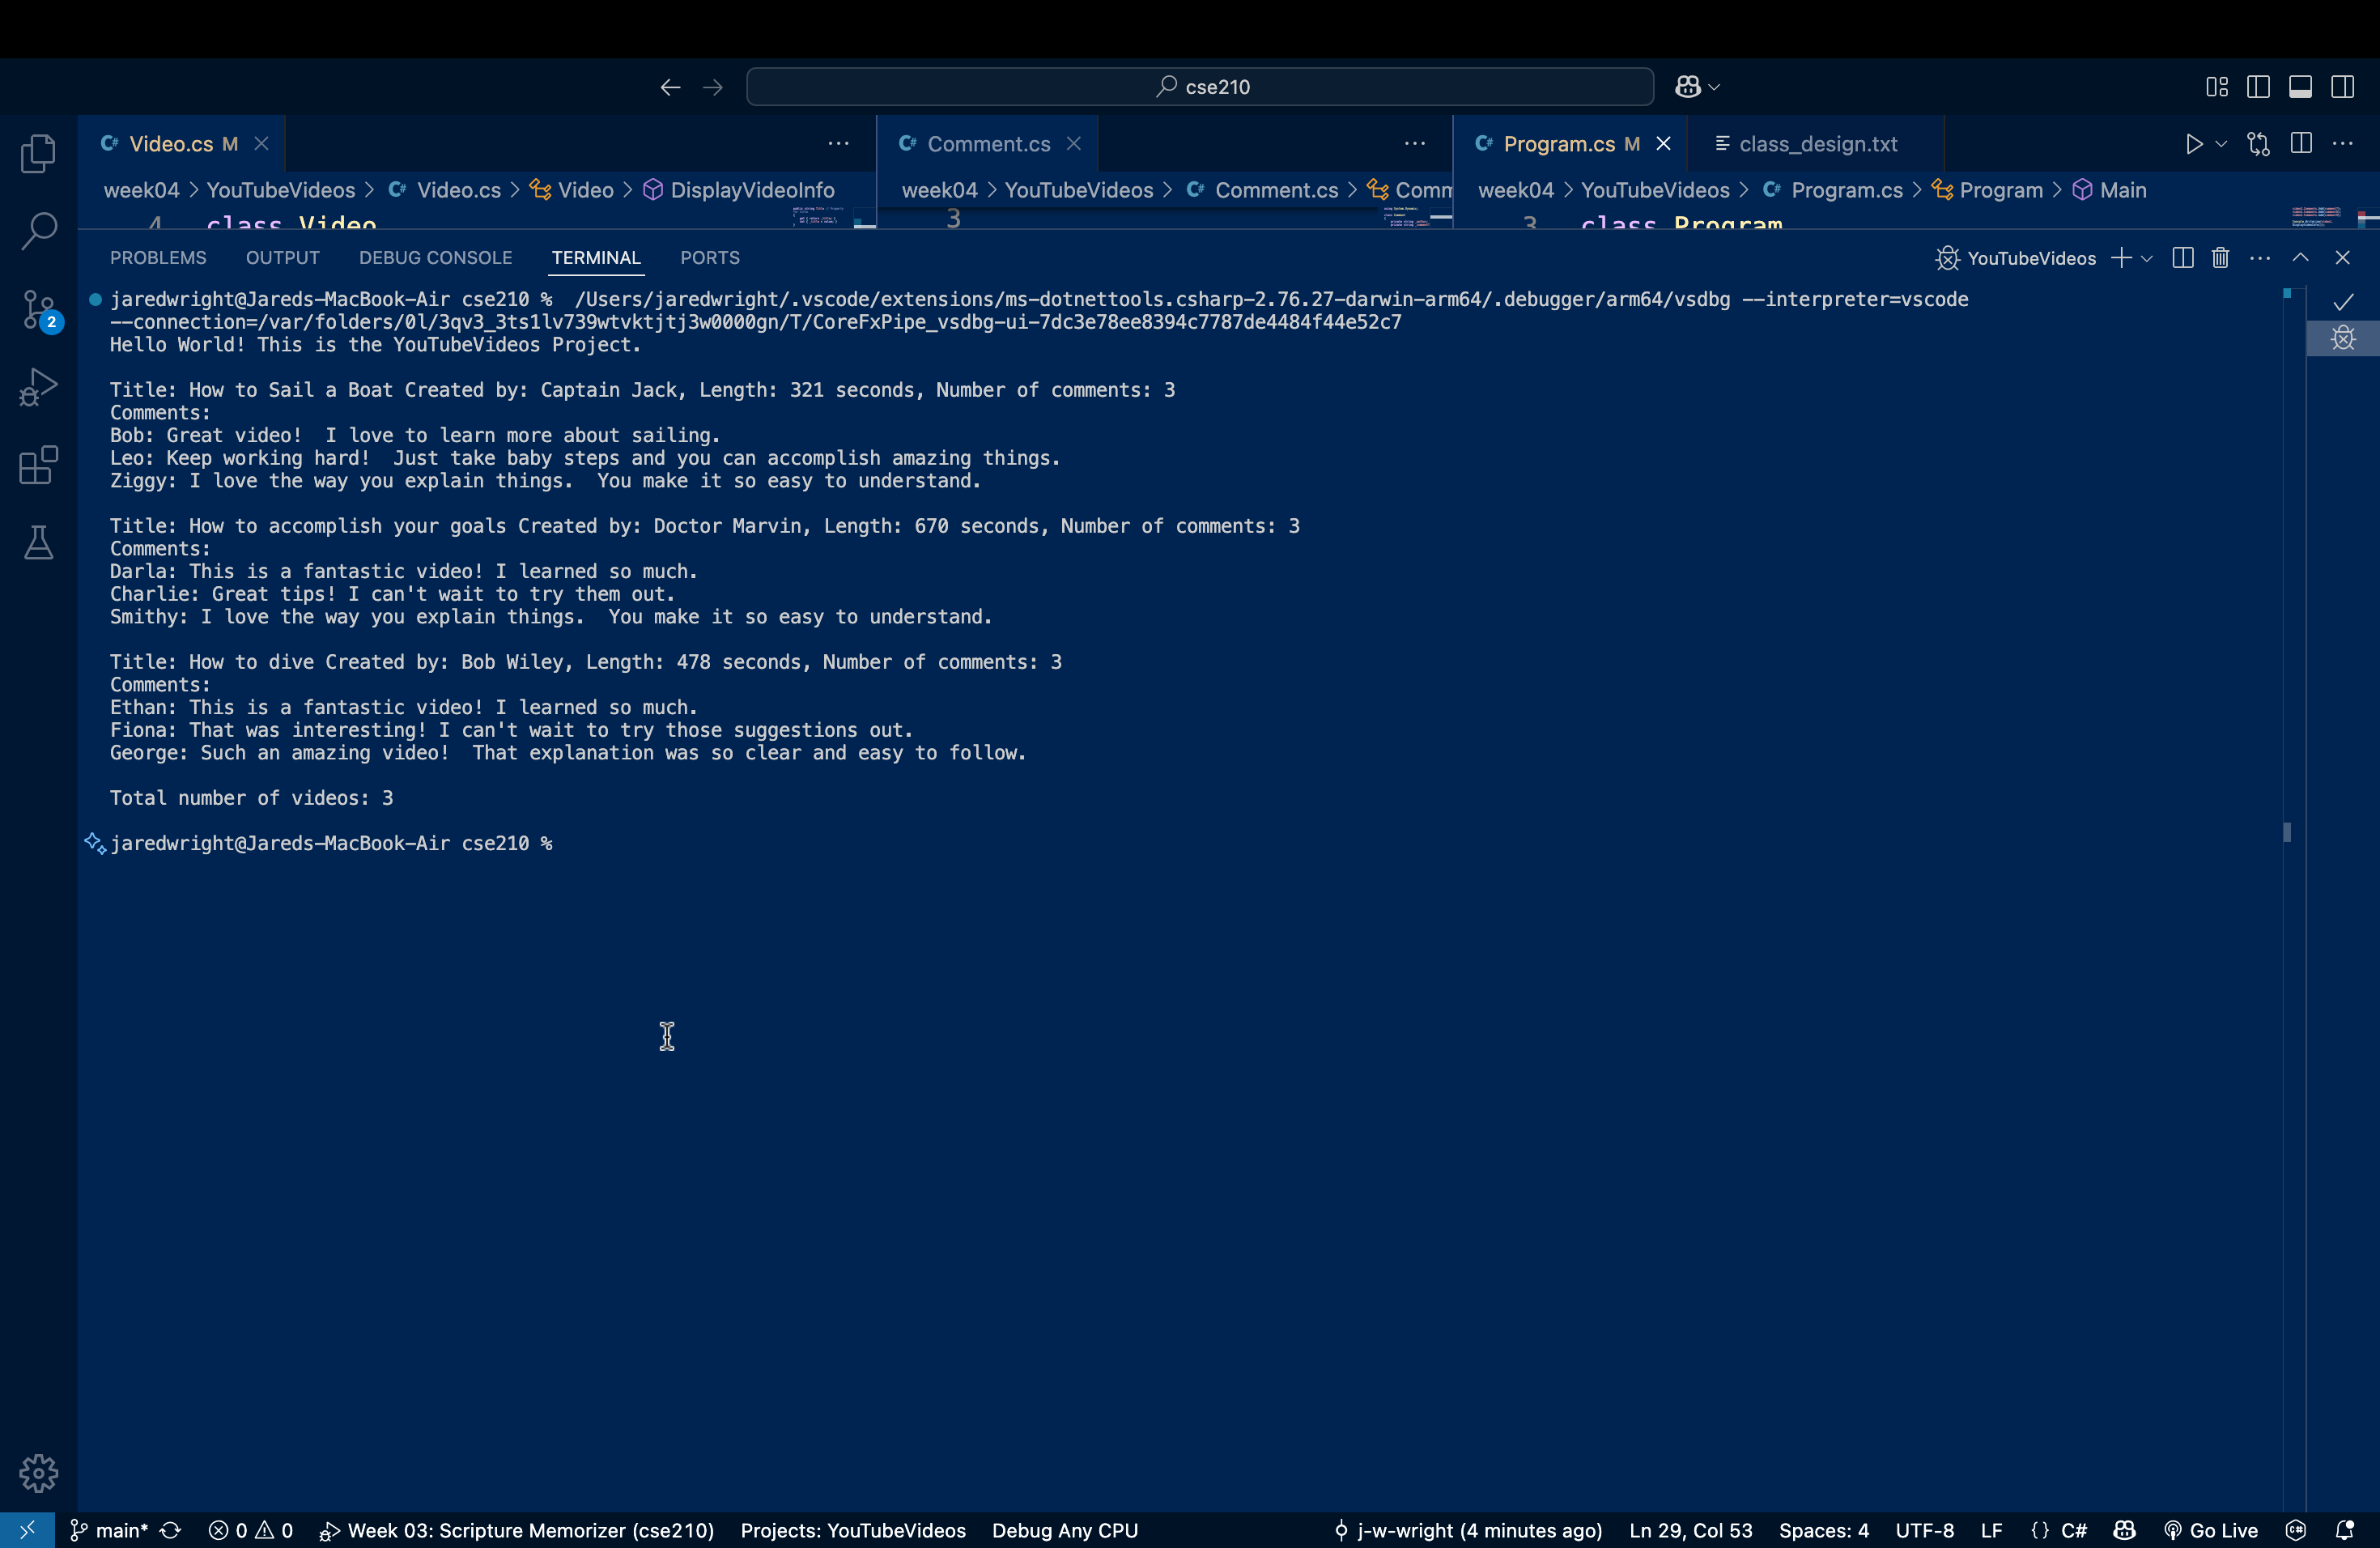 cse210
Video.cs M
Comment.cs
Program.cs M
class_design.txt
week04 > YouTubeVideos > Video.cs > Video > DisplayVideoInfo
week04 > YouTubeVideos > Comment.cs > Comm
week04 > YouTubeVideos > Program.cs > Program > Main
4 class Video
3
3 class Program
PROBLEMS OUTPUT DEBUG CONSOLE TERMINAL PORTS
YouTubeVideos
jaredwright@Jareds-MacBook-Air cse210 % /Users/jaredwright/.vscode/extensions/ms-dotnettools.csharp-2.76.27-darwin-arm64/.debugger/arm64/vsdbg --interpreter=vscode
--connection=/var/folders/0l/3qv3_3ts1lv739wtvktjtj3w0000gn/T/CoreFxPipe_vsdbg-ui-7dc3e78ee8394c7787de4484f44e52c7
Hello World! This is the YouTubeVideos Project.
Title: How to Sail a Boat Created by: Captain Jack, Length: 321 seconds, Number of comments: 3
Comments:
Bob: Great video!  I love to learn more about sailing.
Leo: Keep working hard!  Just take baby steps and you can accomplish amazing things.
Ziggy: I love the way you explain things.  You make it so easy to understand.
Title: How to accomplish your goals Created by: Doctor Marvin, Length: 670 seconds, Number of comments: 3
Comments:
Darla: This is a fantastic video! I learned so much.
Charlie: Great tips! I can't wait to try them out.
Smithy: I love the way you explain things.  You make it so easy to understand.
Title: How to dive Created by: Bob Wiley, Length: 478 seconds, Number of comments: 3
Comments:
Ethan: This is a fantastic video! I learned so much.
Fiona: That was interesting! I can't wait to try those suggestions out.
George: Such an amazing video!  That explanation was so clear and easy to follow.
Total number of videos: 3
jaredwright@Jareds-MacBook-Air cse210 %
2
main* 0 0 Week 03: Scripture Memorizer (cse210) Projects: YouTubeVideos Debug Any CPU j-w-wright (4 minutes ago) Ln 29, Col 53 Spaces: 4 UTF-8 LF {} C# Go Live